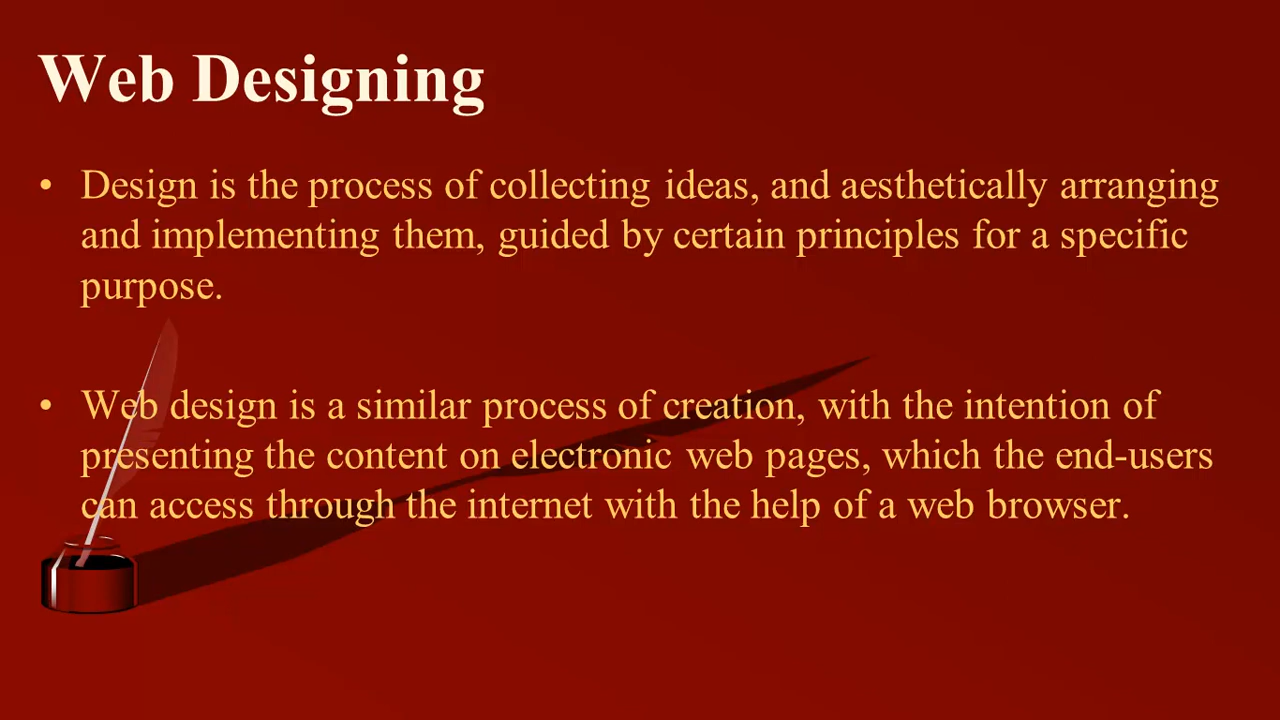 Web Designing
• Design is the process of collecting ideas, and aesthetically arranging
and implementing them, guided by certain principles for a specific
purpose.
• Web design is a similar process of creation, with the intention of
presenting the content on electronic web pages, which the end-users
can access through the internet with the help of a web browser.